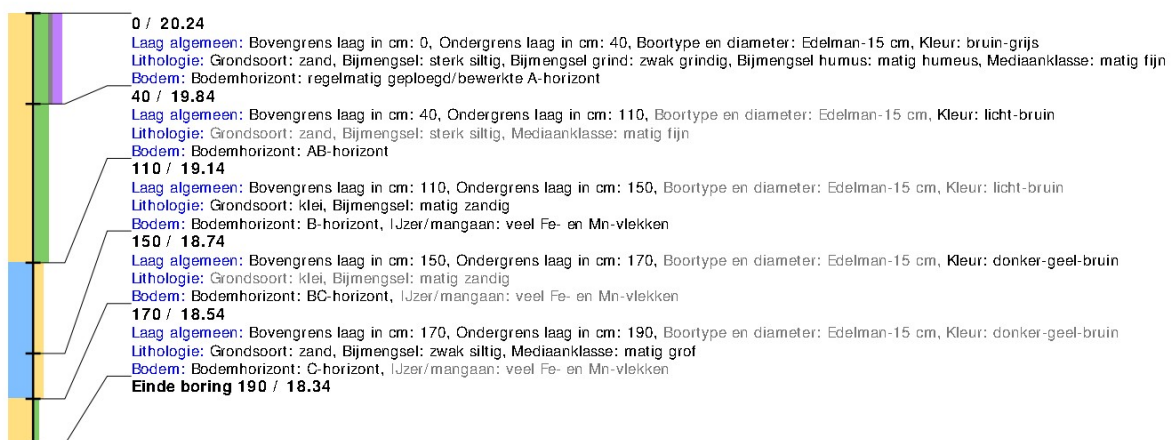 0 / 20.24
Laag algemeen: Bovengrens laag in cm: 0, Ondergrens laag in cm: 40, Boortype en diameter: Edelman-15 cm, Kleur: bruin-grijs
Lithologie: Grondsoort: zand, Bijmengsel: sterk siltig, Bijmengsel grind: zwak grindig, Bijmengsel humus: matig humeus, Mediaanklasse: matig fijn
Bodem: Bodemhorizont: regelmatig geploegd/bewerkte A-horizont
40 / 19.84
Laag algemeen: Bovengrens laag in cm: 40, Ondergrens laag in cm: 110, Boortype en diameter: Edelman-15 cm, Kleur: licht-bruin
Lithologie: Grondsoort: zand, Bijmengsel: sterk siltig, Mediaanklasse: matig fijn
Bodem: Bodemhorizont: AB-horizont
110 / 19.14
Laag algemeen: Bovengrens laag in cm: 110, Ondergrens laag in cm: 150, Boortype en diameter: Edelman-15 cm, Kleur: licht-bruin
Lithologie: Grondsoort: klei, Bijmengsel: matig zandig
Bodem: Bodemhorizont: B-horizont, IJzer/mangaan: veel Fe- en Mn-vlekken
150 / 18.74
Laag algemeen: Bovengrens laag in cm: 150, Ondergrens laag in cm: 170, Boortype en diameter: Edelman-15 cm, Kleur: donker-geel-bruin
Lithologie: Grondsoort: klei, Bijmengsel: matig zandig
Bodem: Bodemhorizont: BC-horizont, IJzer/mangaan: veel Fe- en Mn-vlekken
170 / 18.54
Laag algemeen: Bovengrens laag in cm: 170, Ondergrens laag in cm: 190, Boortype en diameter: Edelman-15 cm, Kleur: donker-geel-bruin
Lithologie: Grondsoort: zand, Bijmengsel: zwak siltig, Mediaanklasse: matig grof
Bodem: Bodemhorizont: C-horizont, IJzer/mangaan: veel Fe- en Mn-vlekken
Einde boring 190 / 18.34